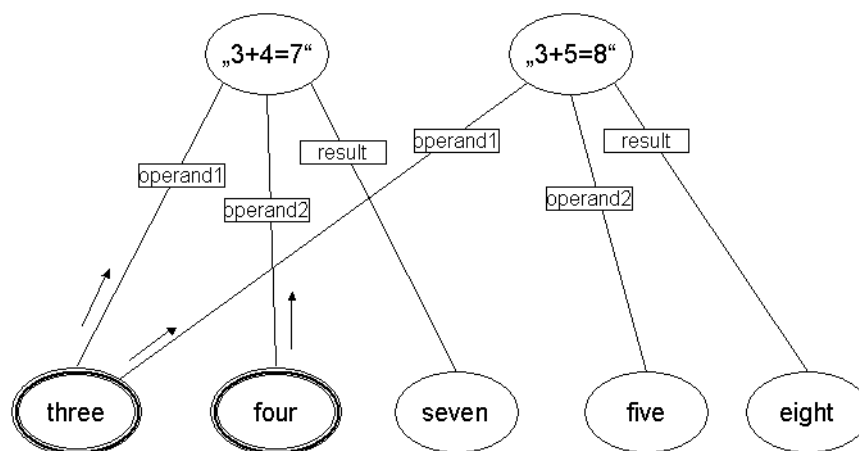 „3+4=7“
„3+5=8“
operand1
operand2
result
operand1
operand2
result
three
four
seven
five
eight